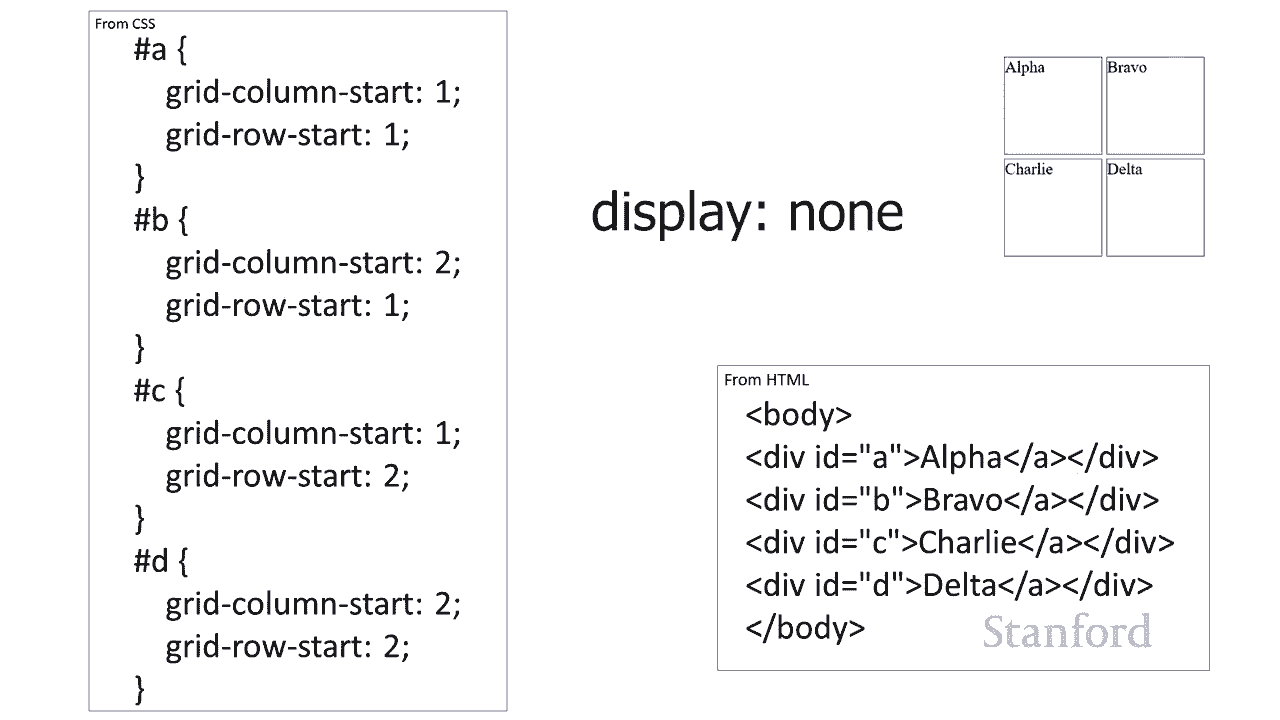 From CSS
#a {
grid-column-start: 1;
grid-row-start: 1;
}
#b {
grid-column-start: 2;
grid-row-start: 1;
}
#c {
grid-column-start: 1;
grid-row-start: 2;
}
#d {
grid-column-start: 2;
grid-row-start: 2;
}
display: none
Alpha Bravo
Charlie Delta
From HTML
<body>
<div id="a">Alpha</a></div>
<div id="b">Bravo</a></div>
<div id="c">Charlie</a></div>
<div id="d">Delta</a></div>
</body>
Stanford